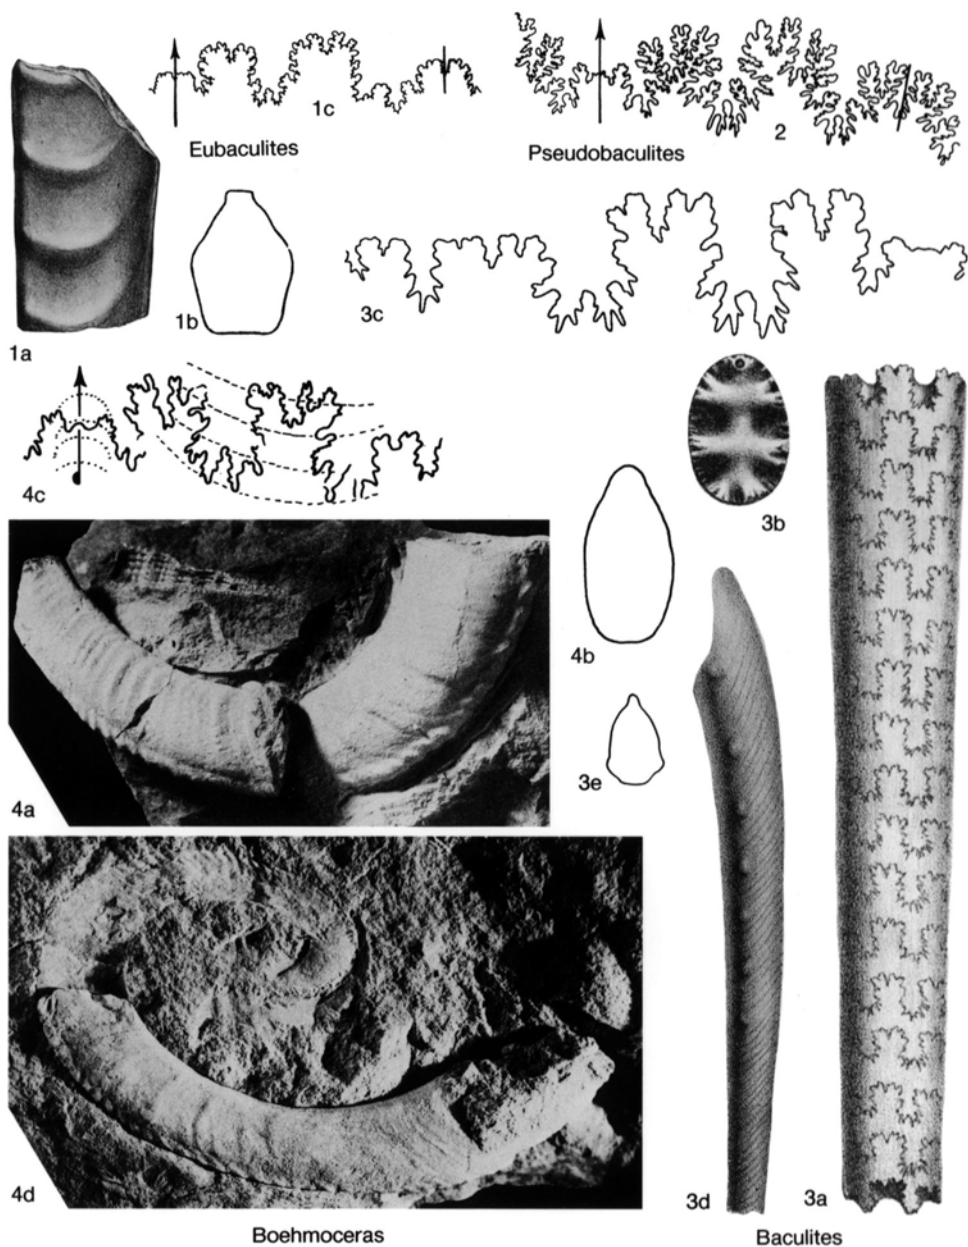 1c
2
Eubaculites
Pseudobaculites
1b
3c
1a
4c
3b
4b
3e
4a
4d
3d
3a
Boehmoceras
Baculites